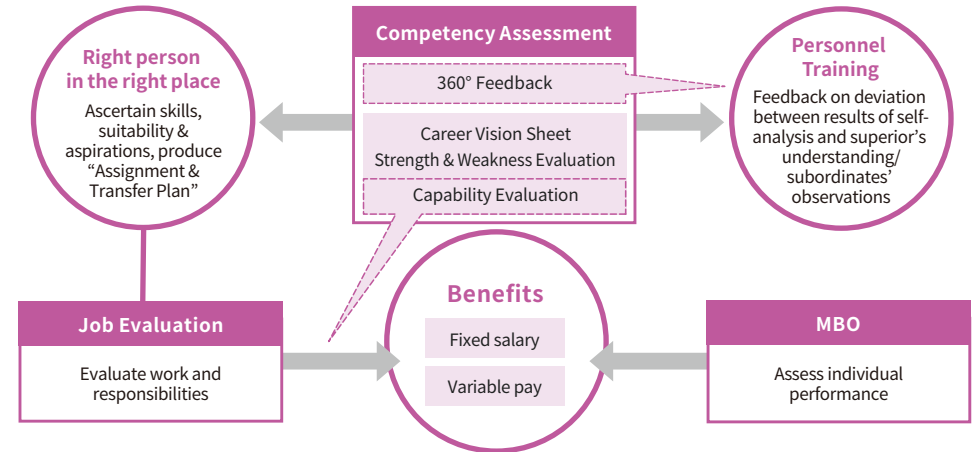 Right person
in the right place
Ascertain skills,
suitability &
aspirations, produce
“Assignment &
Transfer Plan”
Competency Assessment
360° Feedback
Career Vision Sheet
Strength & Weakness Evaluation
Capability Evaluation
Personnel
Training
Feedback on deviation
between results of self-
analysis and superior’s
understanding/
subordinates’
observations
Job Evaluation
Evaluate work and
responsibilities
Benefits
Fixed salary
Variable pay
MBO
Assess individual
performance